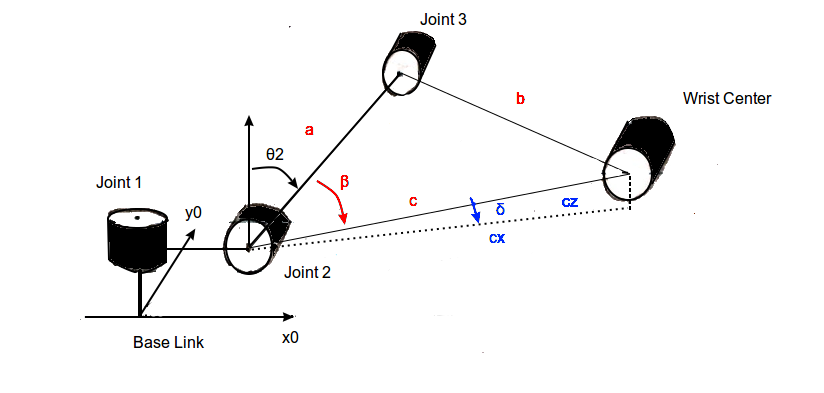 Joint 3
b
Wrist Center
a
θ2
β
Joint 1
y0
c
δ
cz
cx
Joint 2
x0
Base Link